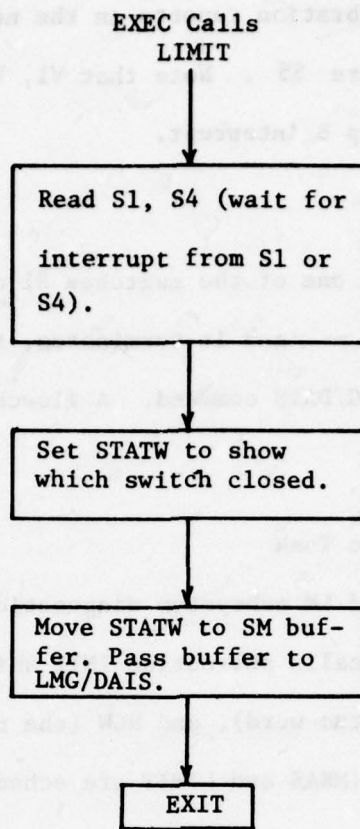 EXEC Calls
LIMIT
Read S1, S4 (wait for
interrupt from S1 or
S4).
Set STATW to show
which switch closed.
Move STATW to SM buf-
fer. Pass buffer to
LMG/DAIS.
EXIT